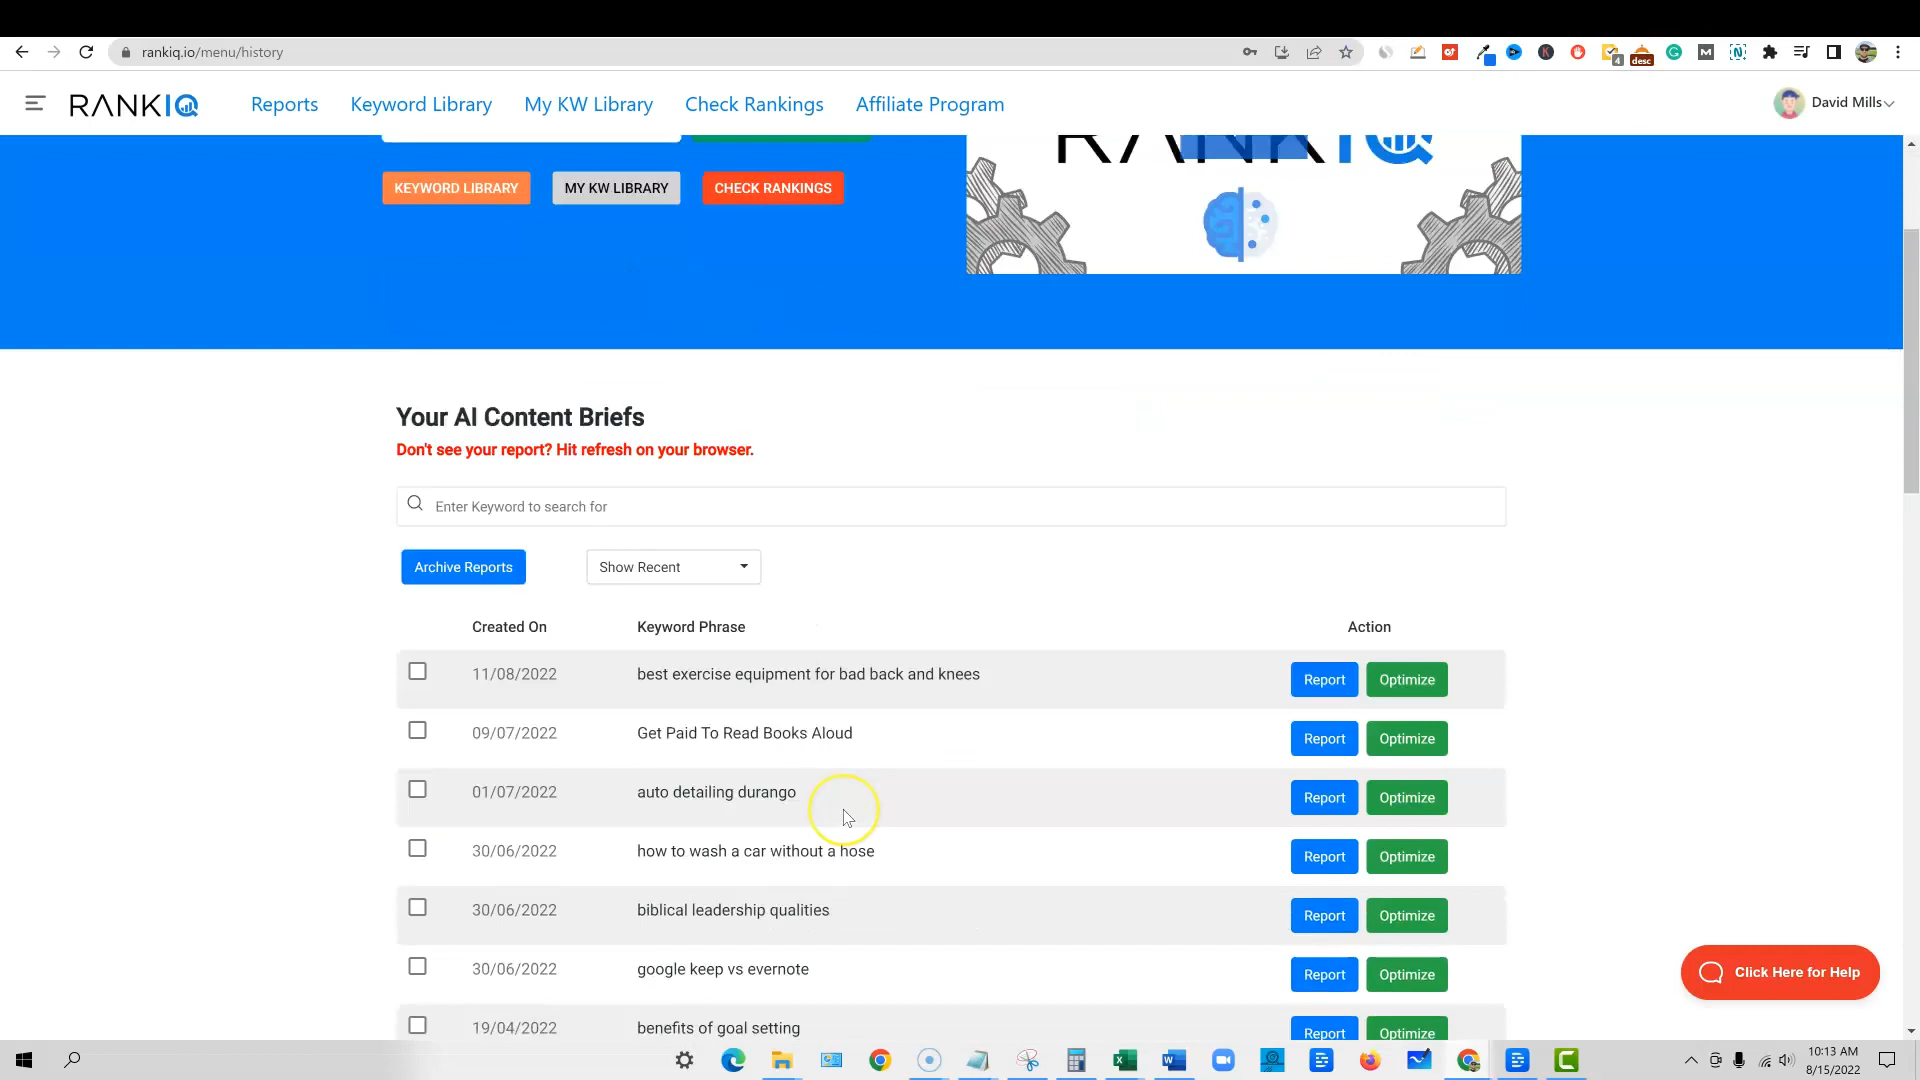 rankiq.io/menu/history
4
desc
RANKIQ
Reports
Keyword Library
My KW Library
Check Rankings
Affiliate Program
David Mills
RANKIQ
KEYWORD LIBRARY
MY KW LIBRARY
CHECK RANKINGS
Your AI Content Briefs
Don't see your report? Hit refresh on your browser.
Enter Keyword to search for
Archive Reports
Show Recent
Created On Keyword Phrase Action
11/08/2022 best exercise equipment for bad back and knees Report Optimize
09/07/2022 Get Paid To Read Books Aloud Report Optimize
01/07/2022 auto detailing durango Report Optimize
30/06/2022 how to wash a car without a hose Report Optimize
30/06/2022 biblical leadership qualities Report Optimize
30/06/2022 google keep vs evernote Report Optimize
19/04/2022 benefits of goal setting Report Optimize
Click Here for Help
10:13 AM
8/15/2022